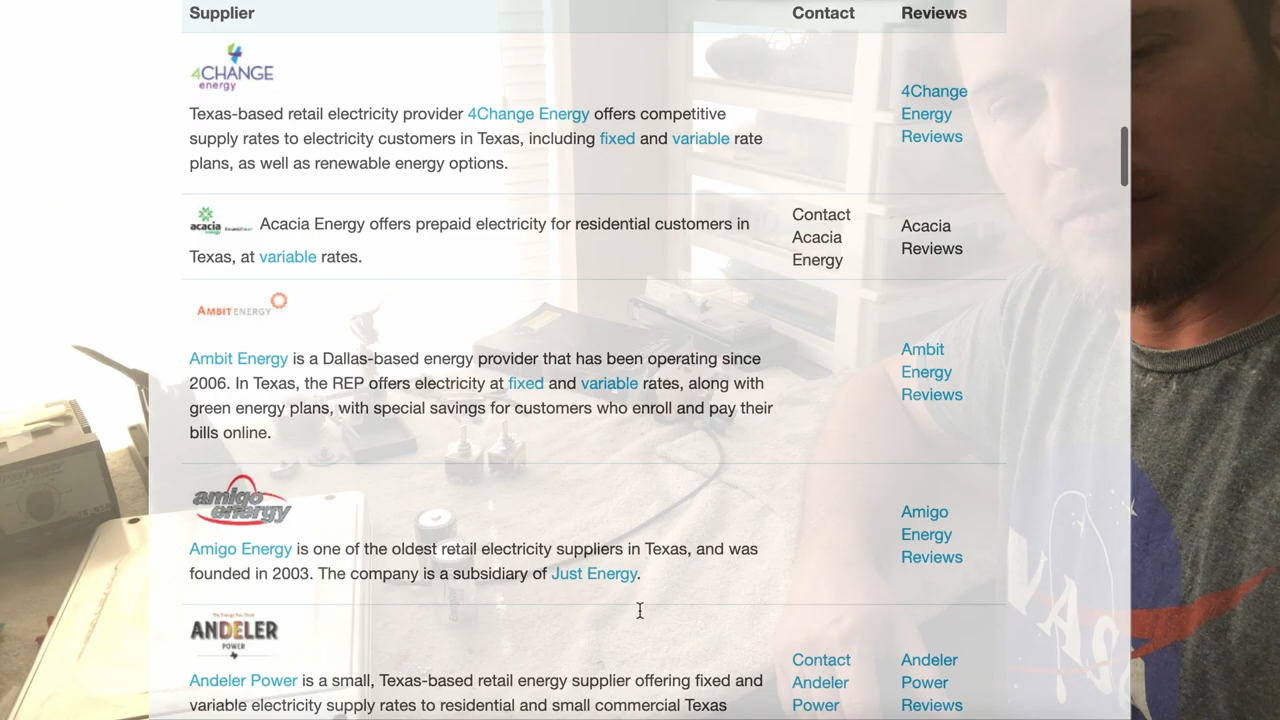 Supplier Contact Reviews
4CHANGE
energy
Texas-based retail electricity provider 4Change Energy offers competitive
supply rates to electricity customers in Texas, including fixed and variable rate
plans, as well as renewable energy options.
4Change
Energy
Reviews
acacia
energy
Acacia Energy offers prepaid electricity for residential customers in
Texas, at variable rates.
Contact
Acacia
Energy
Acacia
Reviews
AMBIT ENERGY
Ambit Energy is a Dallas-based energy provider that has been operating since
2006. In Texas, the REP offers electricity at fixed and variable rates, along with
green energy plans, with special savings for customers who enroll and pay their
bills online.
Ambit
Energy
Reviews
amigo
energy
Amigo Energy is one of the oldest retail electricity suppliers in Texas, and was
founded in 2003. The company is a subsidiary of Just Energy.
Amigo
Energy
Reviews
ANDELER
POWER
Andeler Power is a small, Texas-based retail energy supplier offering fixed and
variable electricity supply rates to residential and small commercial Texas
Contact
Andeler
Power
Andeler
Power
Reviews